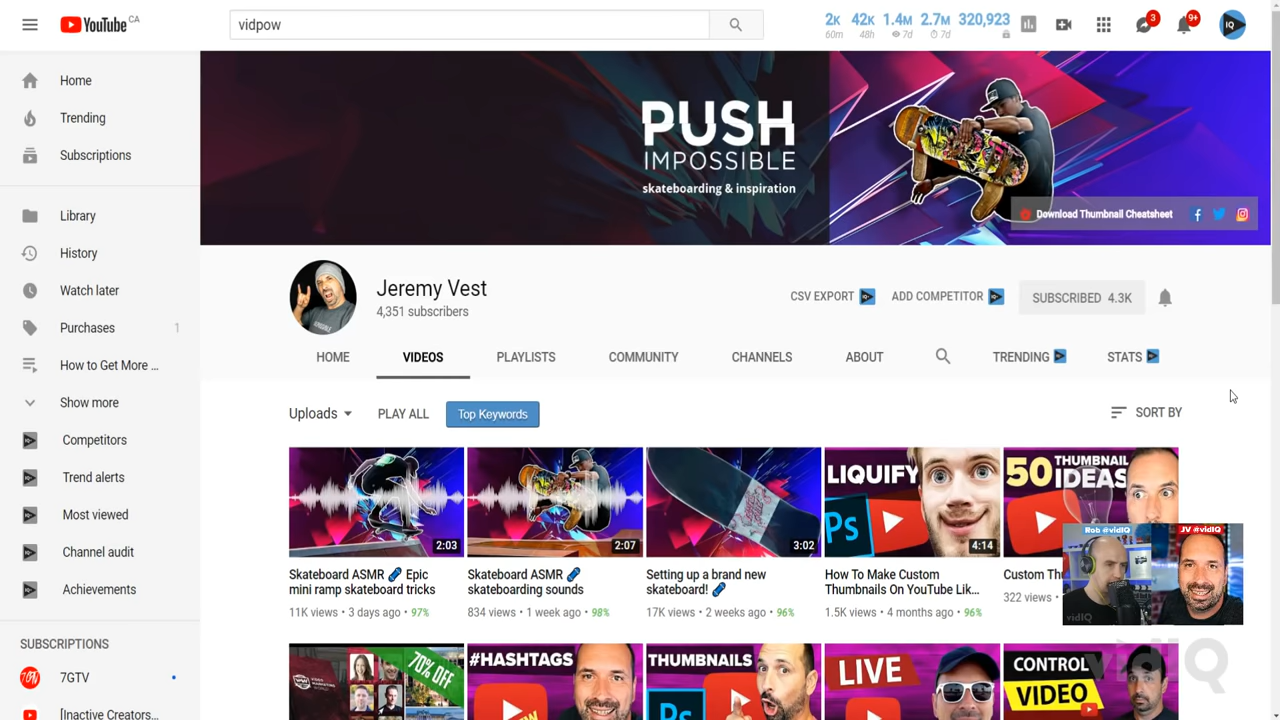 YouTube CA
vidpow
2k 42k 1.4M 2.7M 320,923
60m 48h 7d 7d
3
9+
IQ
Home
Trending
Subscriptions
Library
History
Watch later
Purchases 1
How to Get More ...
Show more
Competitors
Trend alerts
Most viewed
Channel audit
Achievements
SUBSCRIPTIONS
7GTV
[Inactive Creators...
PUSH
IMPOSSIBLE
skateboarding & inspiration
Download Thumbnail Cheatsheet
Jeremy Vest
4,351 subscribers
CSV EXPORT ADD COMPETITOR SUBSCRIBED 4.3K
HOME VIDEOS PLAYLISTS COMMUNITY CHANNELS ABOUT TRENDING STATS
Uploads PLAY ALL Top Keywords SORT BY
2:03
Skateboard ASMR Epic
mini ramp skateboard tricks
11K views • 3 days ago • 97%
2:07
Skateboard ASMR
skateboarding sounds
834 views • 1 week ago • 98%
3:02
Setting up a brand new
skateboard!
17K views • 2 weeks ago • 96%
LIQUIFY
Ps
4:14
How To Make Custom
Thumbnails On YouTube Lik...
1.5K views • 4 months ago • 96%
50 THUMBNAIL
IDEAS
Custom Thu
322 views •
Rob @vidIQ JV @vidIQ
vidIQ
vidIQ
70% OFF
#HASHTAGS
THUMBNAILS
Ps
LIVE
CONTROL
VIDEO